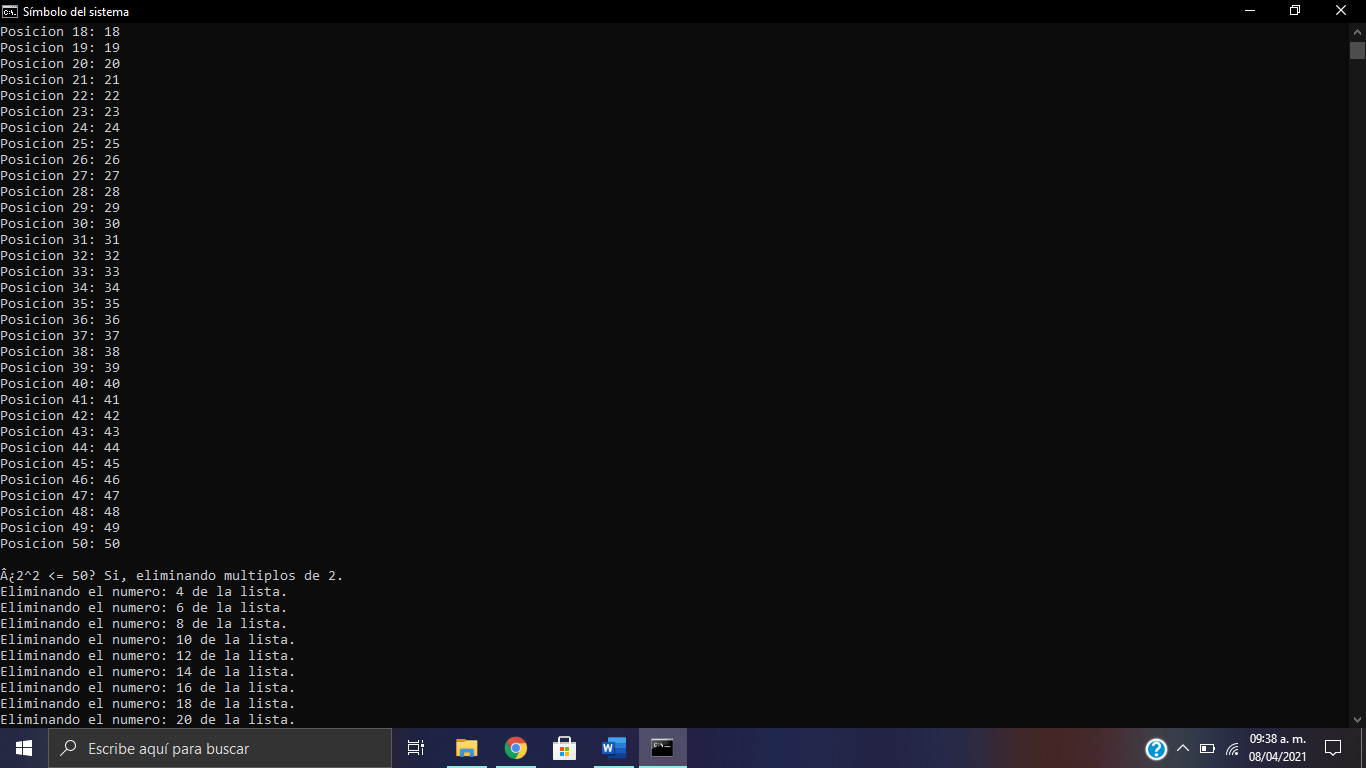 Símbolo del sistema
Posicion 18: 18
Posicion 19: 19
Posicion 20: 20
Posicion 21: 21
Posicion 22: 22
Posicion 23: 23
Posicion 24: 24
Posicion 25: 25
Posicion 26: 26
Posicion 27: 27
Posicion 28: 28
Posicion 29: 29
Posicion 30: 30
Posicion 31: 31
Posicion 32: 32
Posicion 33: 33
Posicion 34: 34
Posicion 35: 35
Posicion 36: 36
Posicion 37: 37
Posicion 38: 38
Posicion 39: 39
Posicion 40: 40
Posicion 41: 41
Posicion 42: 42
Posicion 43: 43
Posicion 44: 44
Posicion 45: 45
Posicion 46: 46
Posicion 47: 47
Posicion 48: 48
Posicion 49: 49
Posicion 50: 50
Â¿2^2 <= 50? Si, eliminando multiplos de 2.
Eliminando el numero: 4 de la lista.
Eliminando el numero: 6 de la lista.
Eliminando el numero: 8 de la lista.
Eliminando el numero: 10 de la lista.
Eliminando el numero: 12 de la lista.
Eliminando el numero: 14 de la lista.
Eliminando el numero: 16 de la lista.
Eliminando el numero: 18 de la lista.
Eliminando el numero: 20 de la lista.
Escribe aquí para buscar
09:38 a. m.
08/04/2021